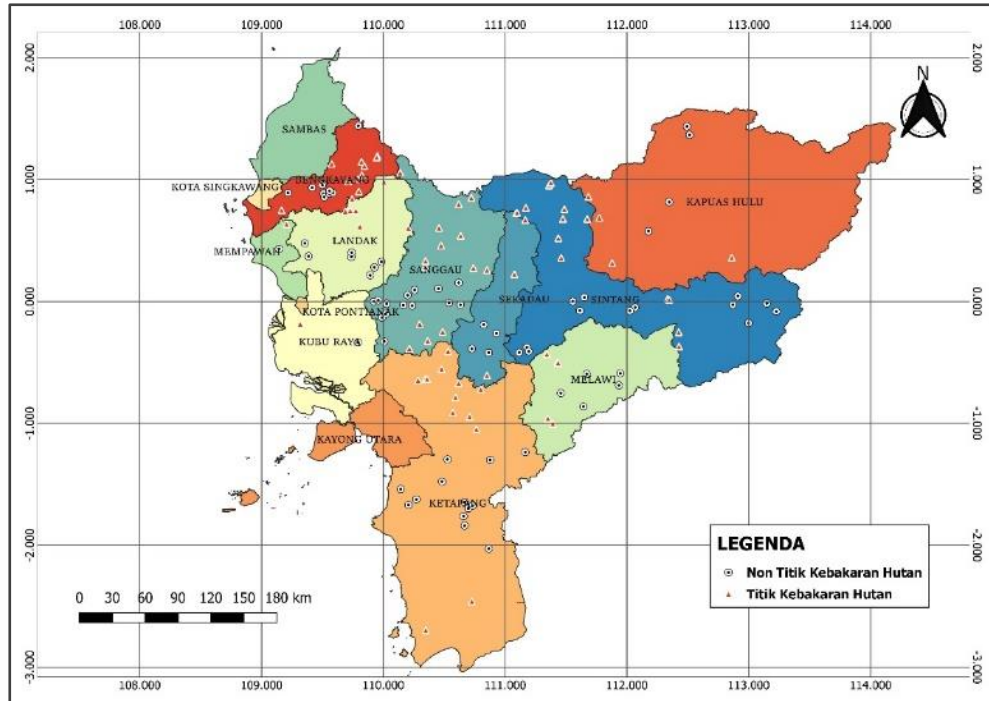 108.000 109.000 110.000 111.000 112.000 113.000 114.000
2.000 2.000
N
SAMBAS
1.000 1.000
BENGKAYANG
KOTA SINGKAWANG
KAPUAS HULU
LANDAK
MEMPAWAH
SANGGAU
0.000 0.000
SEKADAU
SINTANG
KOTA PONTIANAK
KUBU RAYA
MELAWI
-1.000 -1.000
KAYONG UTARA
KETAPANG
LEGENDA
Non Titik Kebakaran Hutan
Titik Kebakaran Hutan
-2.000 -2.000
0 30 60 90 120 150 180 km
-3.000 -3.000
108.000 109.000 110.000 111.000 112.000 113.000 114.000